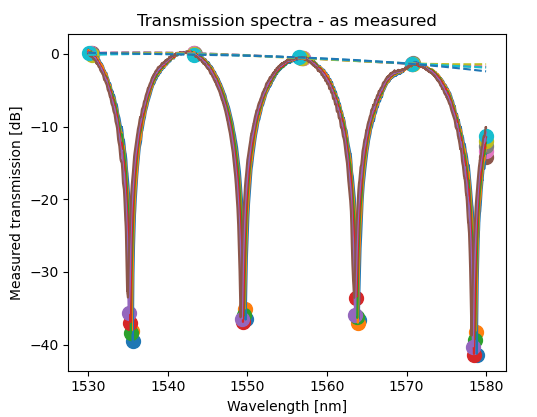 Transmission spectra - as measured
Measured transmission [dB]
0
−10
−20
−30
−40
1530 1540 1550 1560 1570 1580
Wavelength [nm]